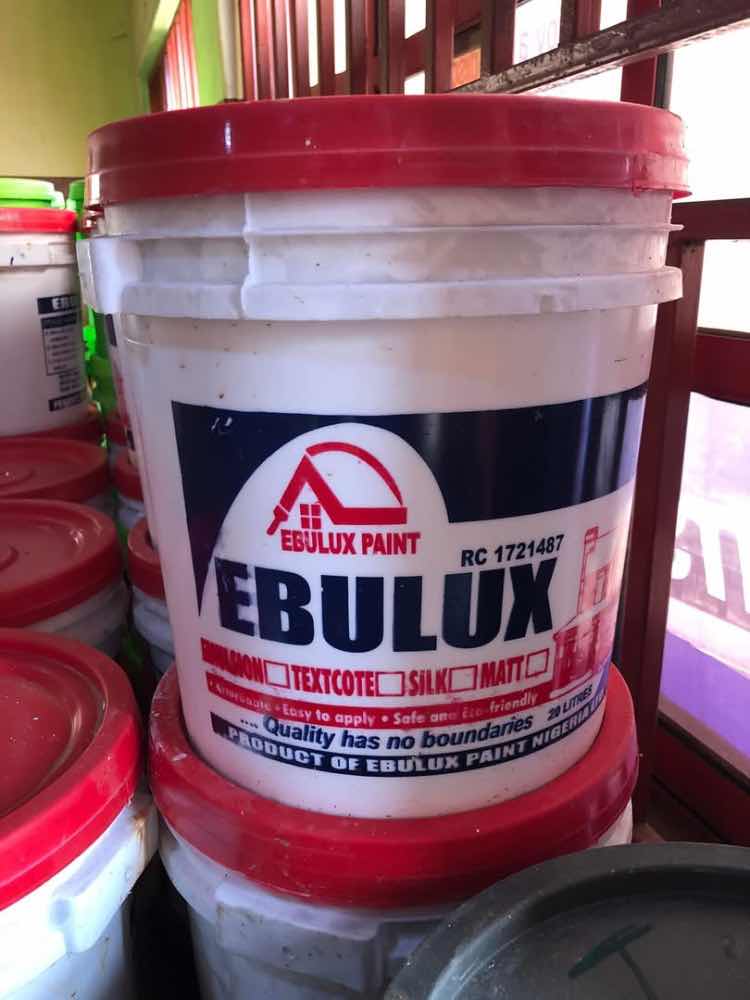 EBULUX PAINT
RC 1721487
EBULUX
EMULSION TEXTCOTE SILK MATT
• Affordable • Easy to apply • Safe and Eco-friendly
... Quality has no boundaries 20 LITRES
PRODUCT OF EBULUX PAINT NIGERIA